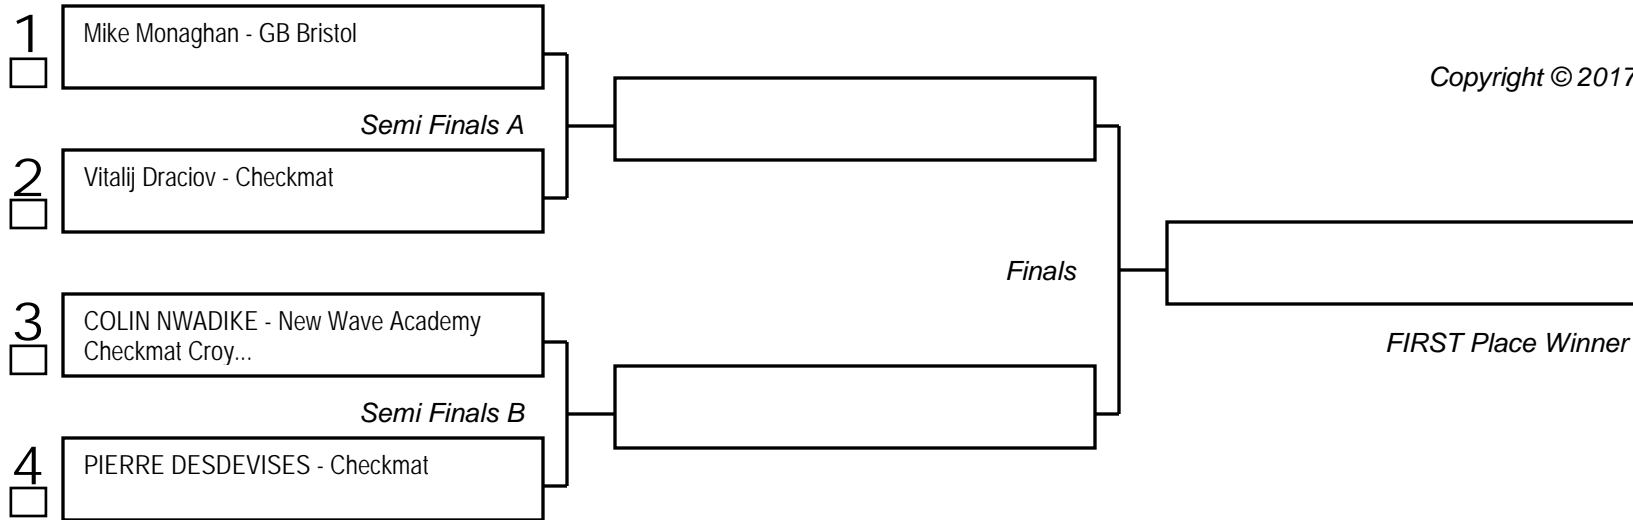 1
Mike Monaghan - GB Bristol
Copyright © 2017
Semi Finals A
2
Vitalij Draciov - Checkmat
Finals
3
COLIN NWADIKE - New Wave Academy
Checkmat Croy...
FIRST Place Winner
Semi Finals B
4
PIERRE DESDEVISES - Checkmat